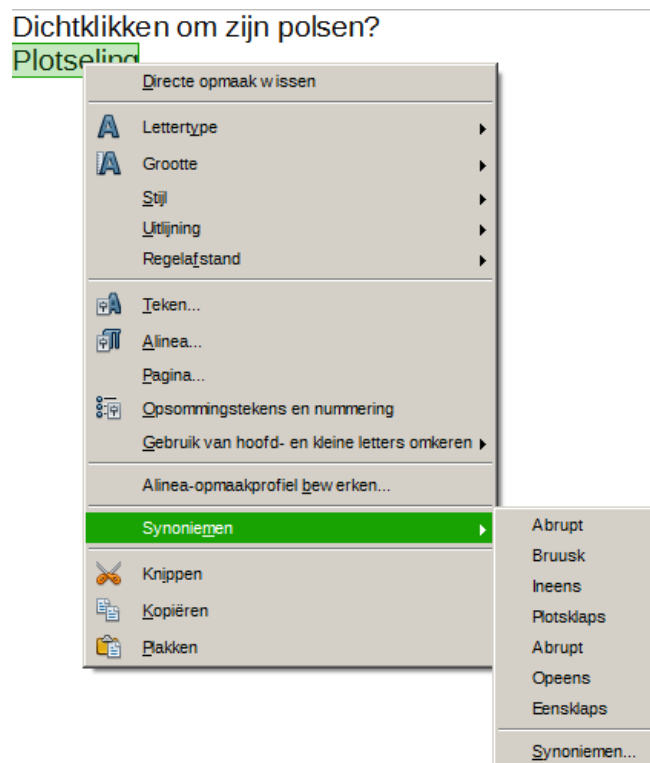 Dichtklikken om zijn polsen?
Plotseling
Directe opmaak wissen
Lettertype
Grootte
Stijl
Uitlijning
Regelafstand
Teken...
Alinea...
Pagina...
Opsommingstekens en nummering
Gebruik van hoofd- en kleine letters omkeren
Alinea-opmaakprofiel bewerken...
Synoniemen
Knippen
Kopiëren
Plakken
Abrupt
Bruusk
Ineens
Plotsklaps
Abrupt
Opeens
Eensklaps
Synoniemen...